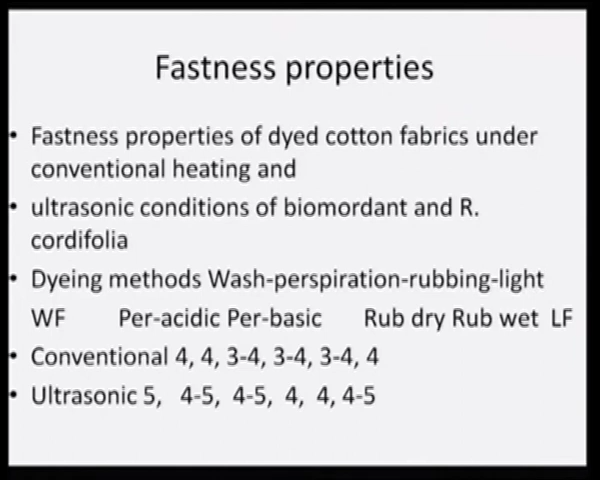 Fastness properties
• Fastness properties of dyed cotton fabrics under
conventional heating and
• ultrasonic conditions of biomordant and R.
cordifolia
• Dyeing methods Wash-perspiration-rubbing-light
WF Per-acidic Per-basic Rub dry Rub wet LF
• Conventional 4, 4, 3-4, 3-4, 3-4, 4
• Ultrasonic 5, 4-5, 4-5, 4, 4, 4-5